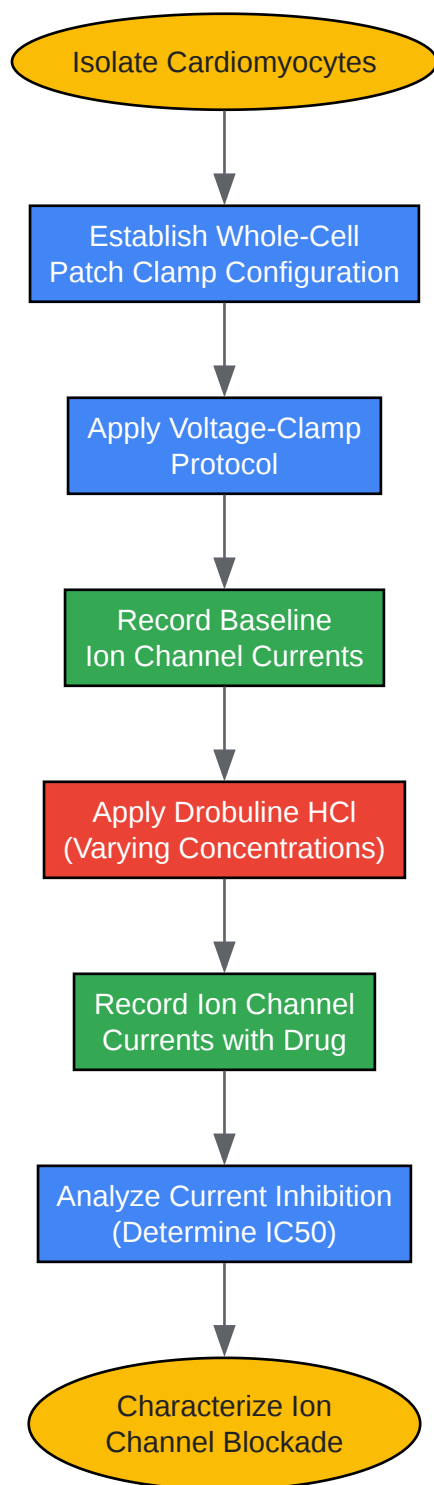 Isolate Cardiomyocytes
Establish Whole-Cell
Patch Clamp Configuration
Apply Voltage-Clamp
Protocol
Record Baseline
Ion Channel Currents
Apply Drobuline HCl
(Varying Concentrations)
Record Ion Channel
Currents with Drug
Analyze Current Inhibition
(Determine IC50)
Characterize Ion
Channel Blockade